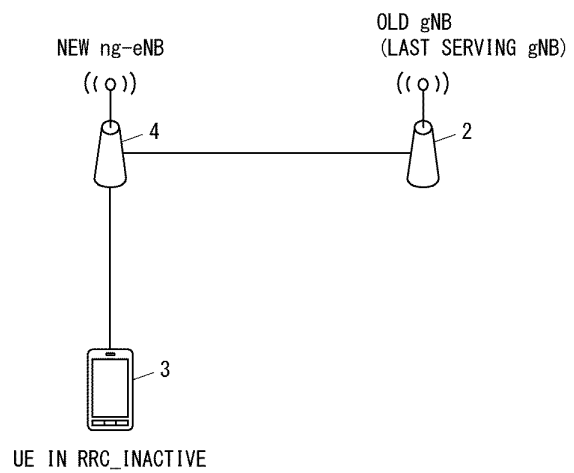 OLD gNB
(LAST SERVING gNB)
NEW ng-eNB
4
2
3
UE IN RRC_INACTIVE